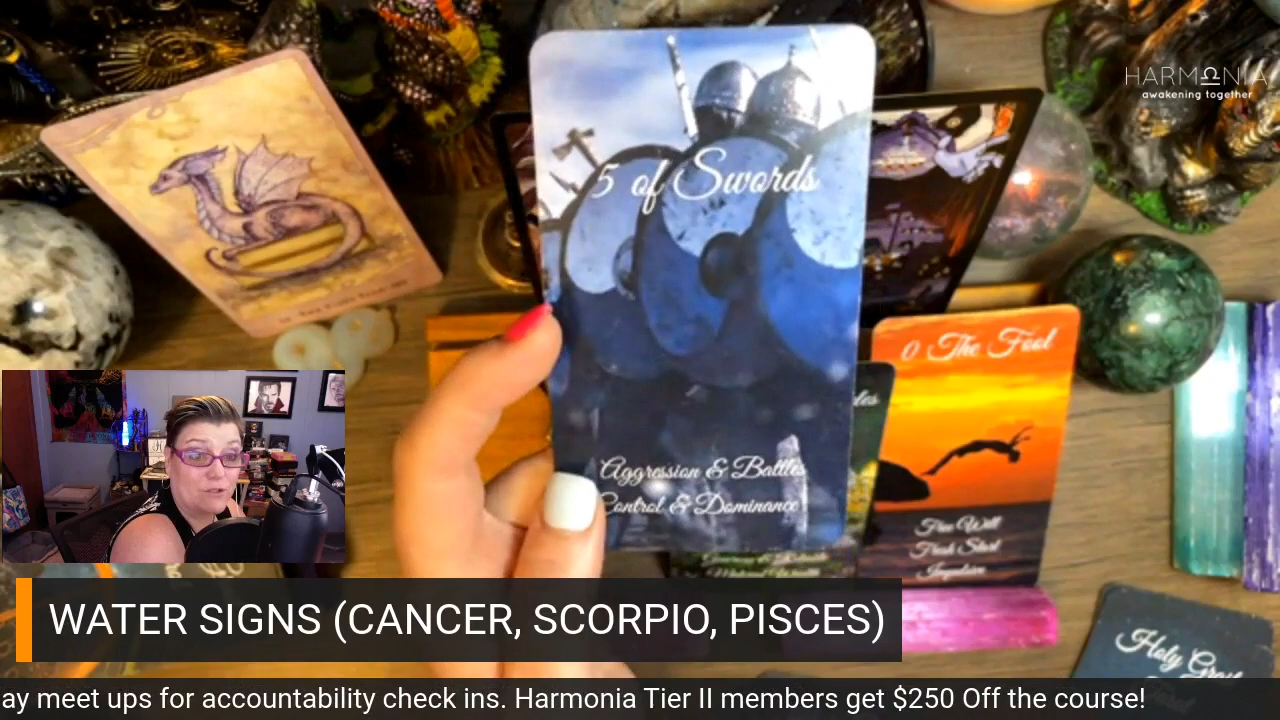 HARMONIA
awakening together
5 of Swords
Aggression & Battles
Control & Dominance
0 The Fool
Free Will
Fresh Start
Impulsive
Holy Gray
WATER SIGNS (CANCER, SCORPIO, PISCES)
ay meet ups for accountability check ins. Harmonia Tier II members get $250 Off the course!